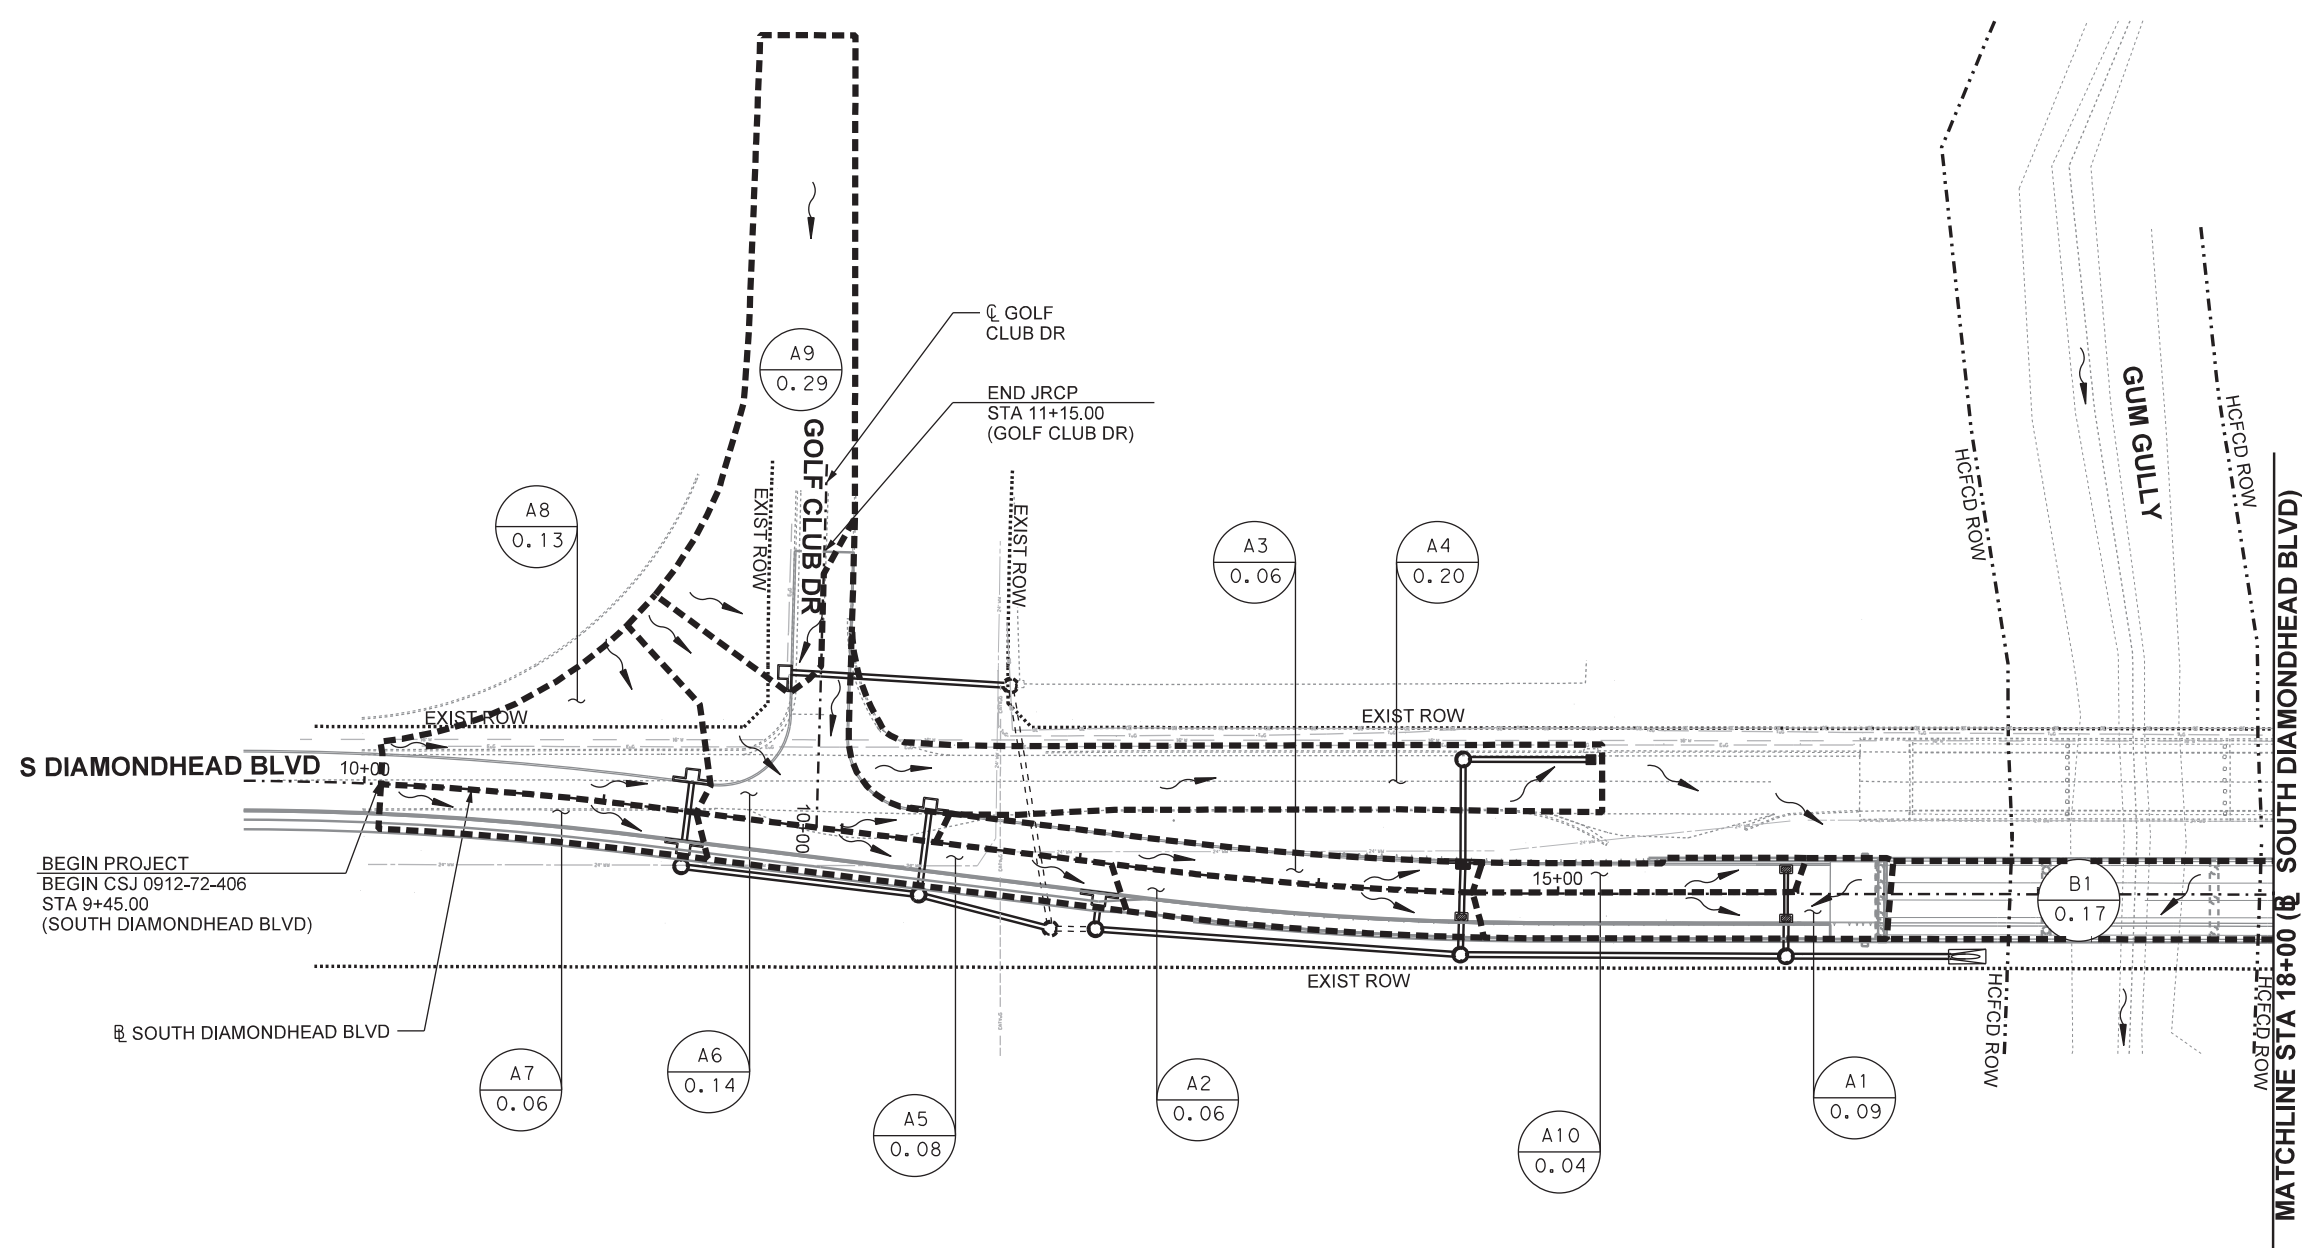 ℄ GOLF
CLUB DR
A9
0.29
END JRCP
STA 11+15.00
(GOLF CLUB DR)
GOLF CLUB DR
EXIST ROW
EXIST ROW
A8
0.13
A3
0.06
A4
0.20
GUM GULLY
HCFCD ROW
HCFCD ROW
EXIST ROW
EXIST ROW
S DIAMONDHEAD BLVD
10+00
10+00
BEGIN PROJECT
BEGIN CSJ 0912-72-406
STA 9+45.00
(SOUTH DIAMONDHEAD BLVD)
15+00
B1
0.17
EXIST ROW
HCFCD ROW
HCFCD ROW
MATCHLINE STA 18+00 (BL SOUTH DIAMONDHEAD BLVD)
BL SOUTH DIAMONDHEAD BLVD
A7
0.06
A6
0.14
A5
0.08
A2
0.06
A10
0.04
A1
0.09